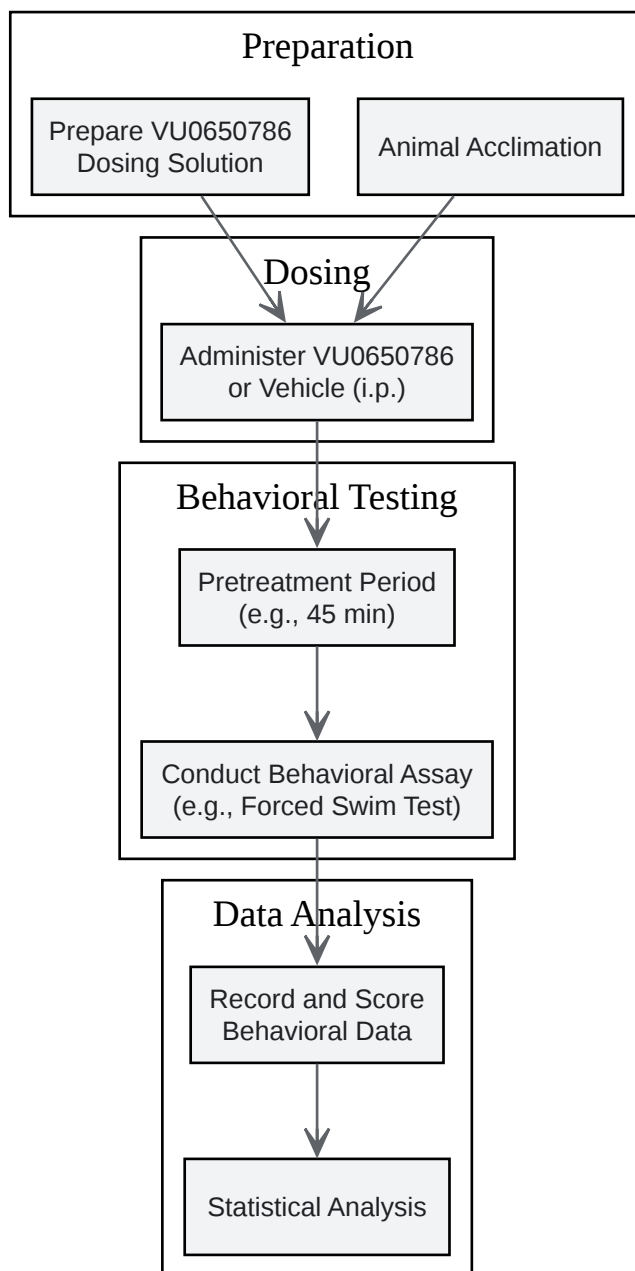 Preparation
Prepare VU0650786
Dosing Solution
Animal Acclimation
Dosing
Administer VU0650786
or Vehicle (i.p.)
Behavioral Testing
Pretreatment Period
(e.g., 45 min)
Conduct Behavioral Assay
(e.g., Forced Swim Test)
Data Analysis
Record and Score
Behavioral Data
Statistical Analysis